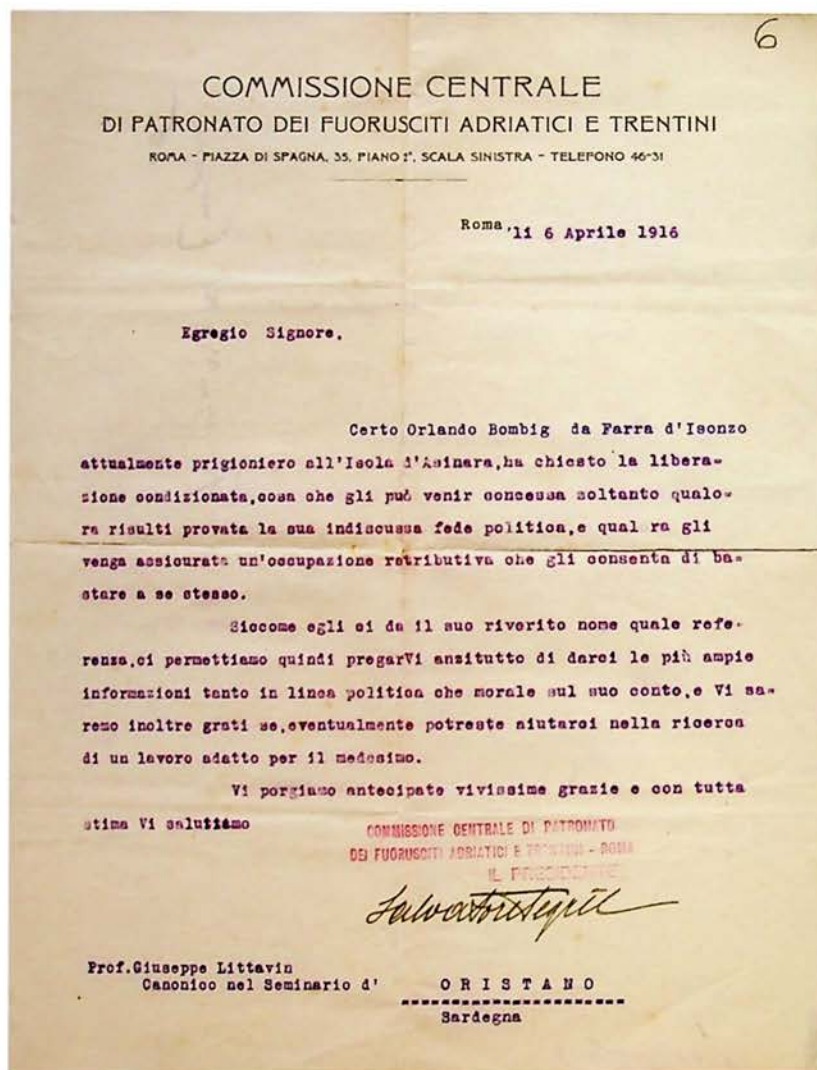 6
COMMISSIONE CENTRALE
DI PATRONATO DEI FUORUSCITI ADRIATICI E TRENTINI
ROMA - PIAZZA DI SPAGNA, 35, PIANO 1°, SCALA SINISTRA - TELEFONO 46-31
Roma, li 6 Aprile 1916
Egregio Signore,
Certo Orlando Bombig da Farra d'Isonzo
attualmente prigioniero all'Isola d'Asinara,ha chiesto la libera=
zione condizionata,cosa che gli può venir concessa soltanto qualo=
ra risulti provata la sua indiscussa fede politica,e qual ra gli
venga assicurata un'occupazione retributiva che gli consenta di ba=
stare a se stesso.
Siccome egli ci da il suo riverito nome quale refe=
renza,ci permettiamo quindi pregarVi anzitutto di darci le più ampie
informazioni tanto in linea politica che morale sul suo conto,e Vi sa=
remo inoltre grati se,eventualmente potreste aiutarci nella ricerca
di un lavoro adatto per il medesimo.
Vi porgiamo antecipate vivissime grazie e con tutta
stima Vi salutiamo
COMMISSIONE CENTRALE DI PATRONATO
DEI FUORUSCITI ADRIATICI E TRENTINI - ROMA
IL PRESIDENTE
Prof.Giuseppe Littavin
Canonico nel Seminario d' ORISTANO
Sardegna